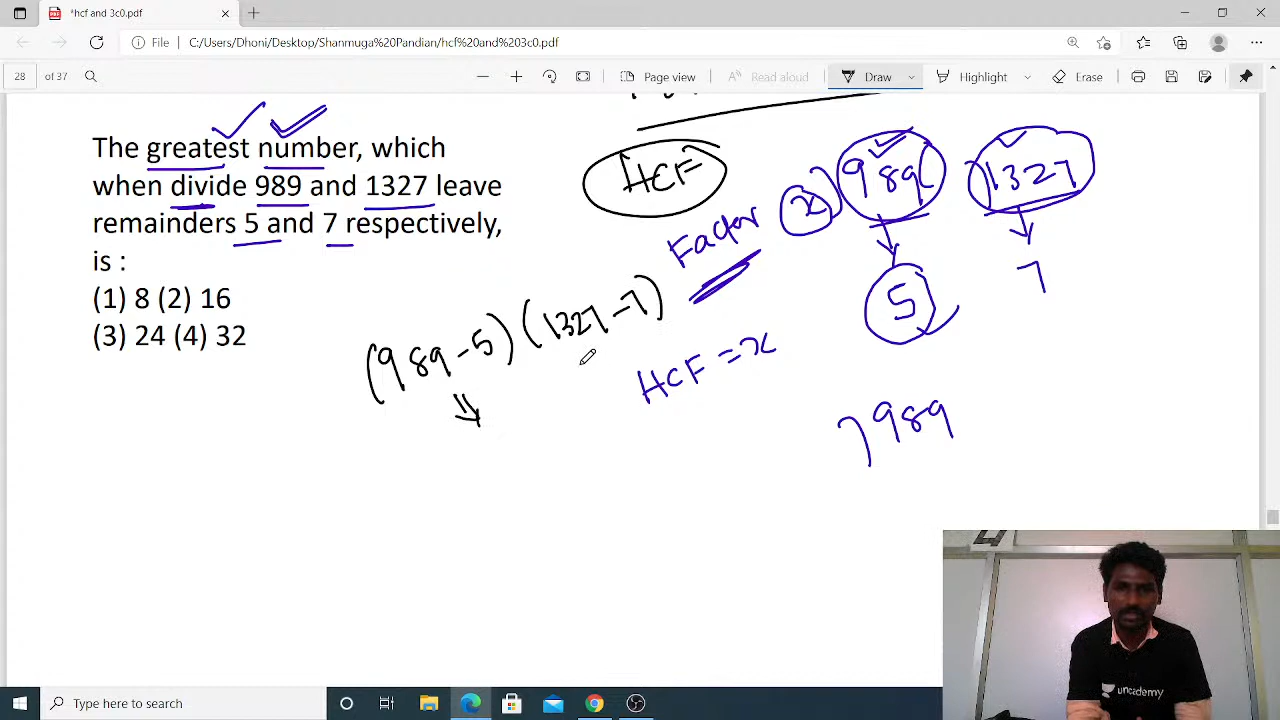 *hcf and 3c0.pdf
File C:/Users/Dhoni/Desktop/Shanmuga%20Pandian/hcf%20and%203c0.pdf
28 of 37 Page view Read aloud Draw Highlight Erase
The greatest number, which
when divide 989 and 1327 leave
remainders 5 and 7 respectively,
is :
(1) 8 (2) 16
(3) 24 (4) 32
HCF
Factor x) 989( 1327
5 7
(989-5) (1327-7)
HCF = x
)989
unacademy
Type here to search